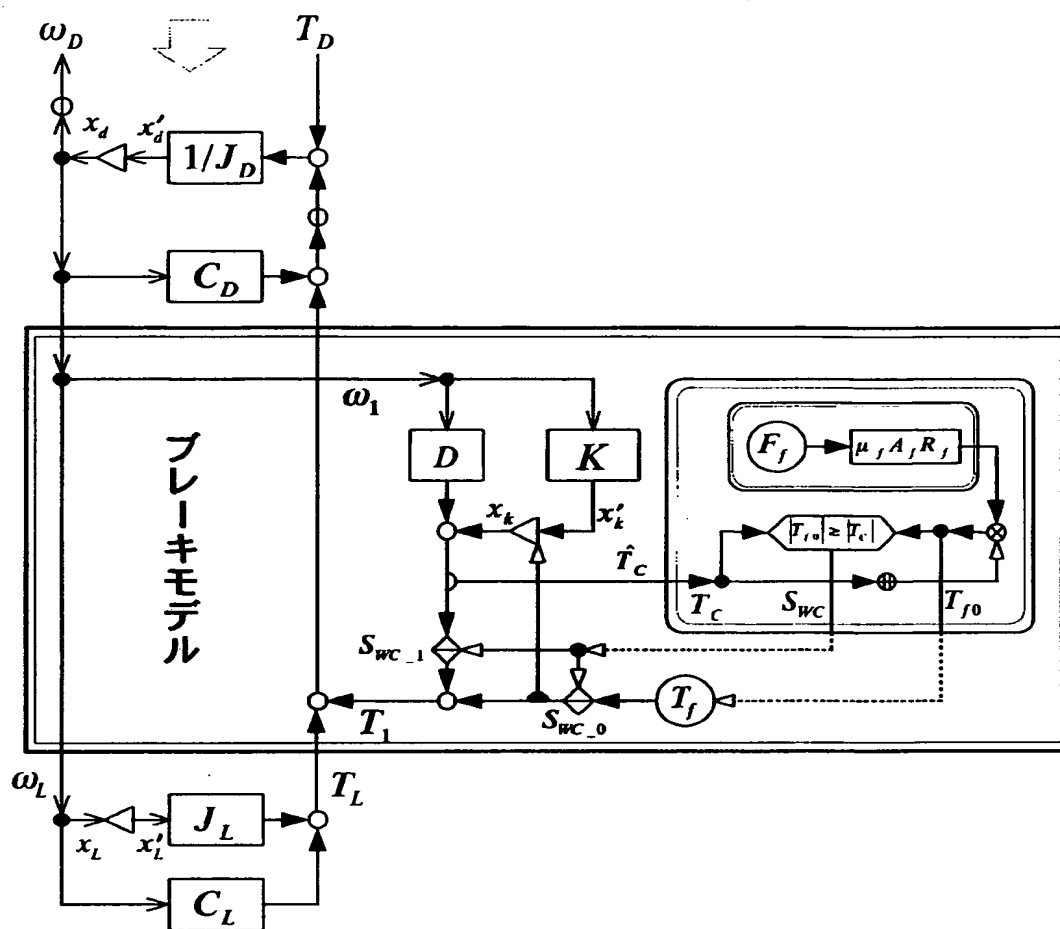 ω_D
T_D
x_d
x'_d
1/J_D
C_D
ω_1
ブレーキモデル
D
K
x_k
x'_k
F_f
μ_f A_f R_f
|T_f0| ≥ |T_C|
T̂_C
T_C
S_WC
T_f0
S_WC_1
S_WC_0
T_f
T_1
ω_L
T_L
x_L
x'_L
J_L
C_L